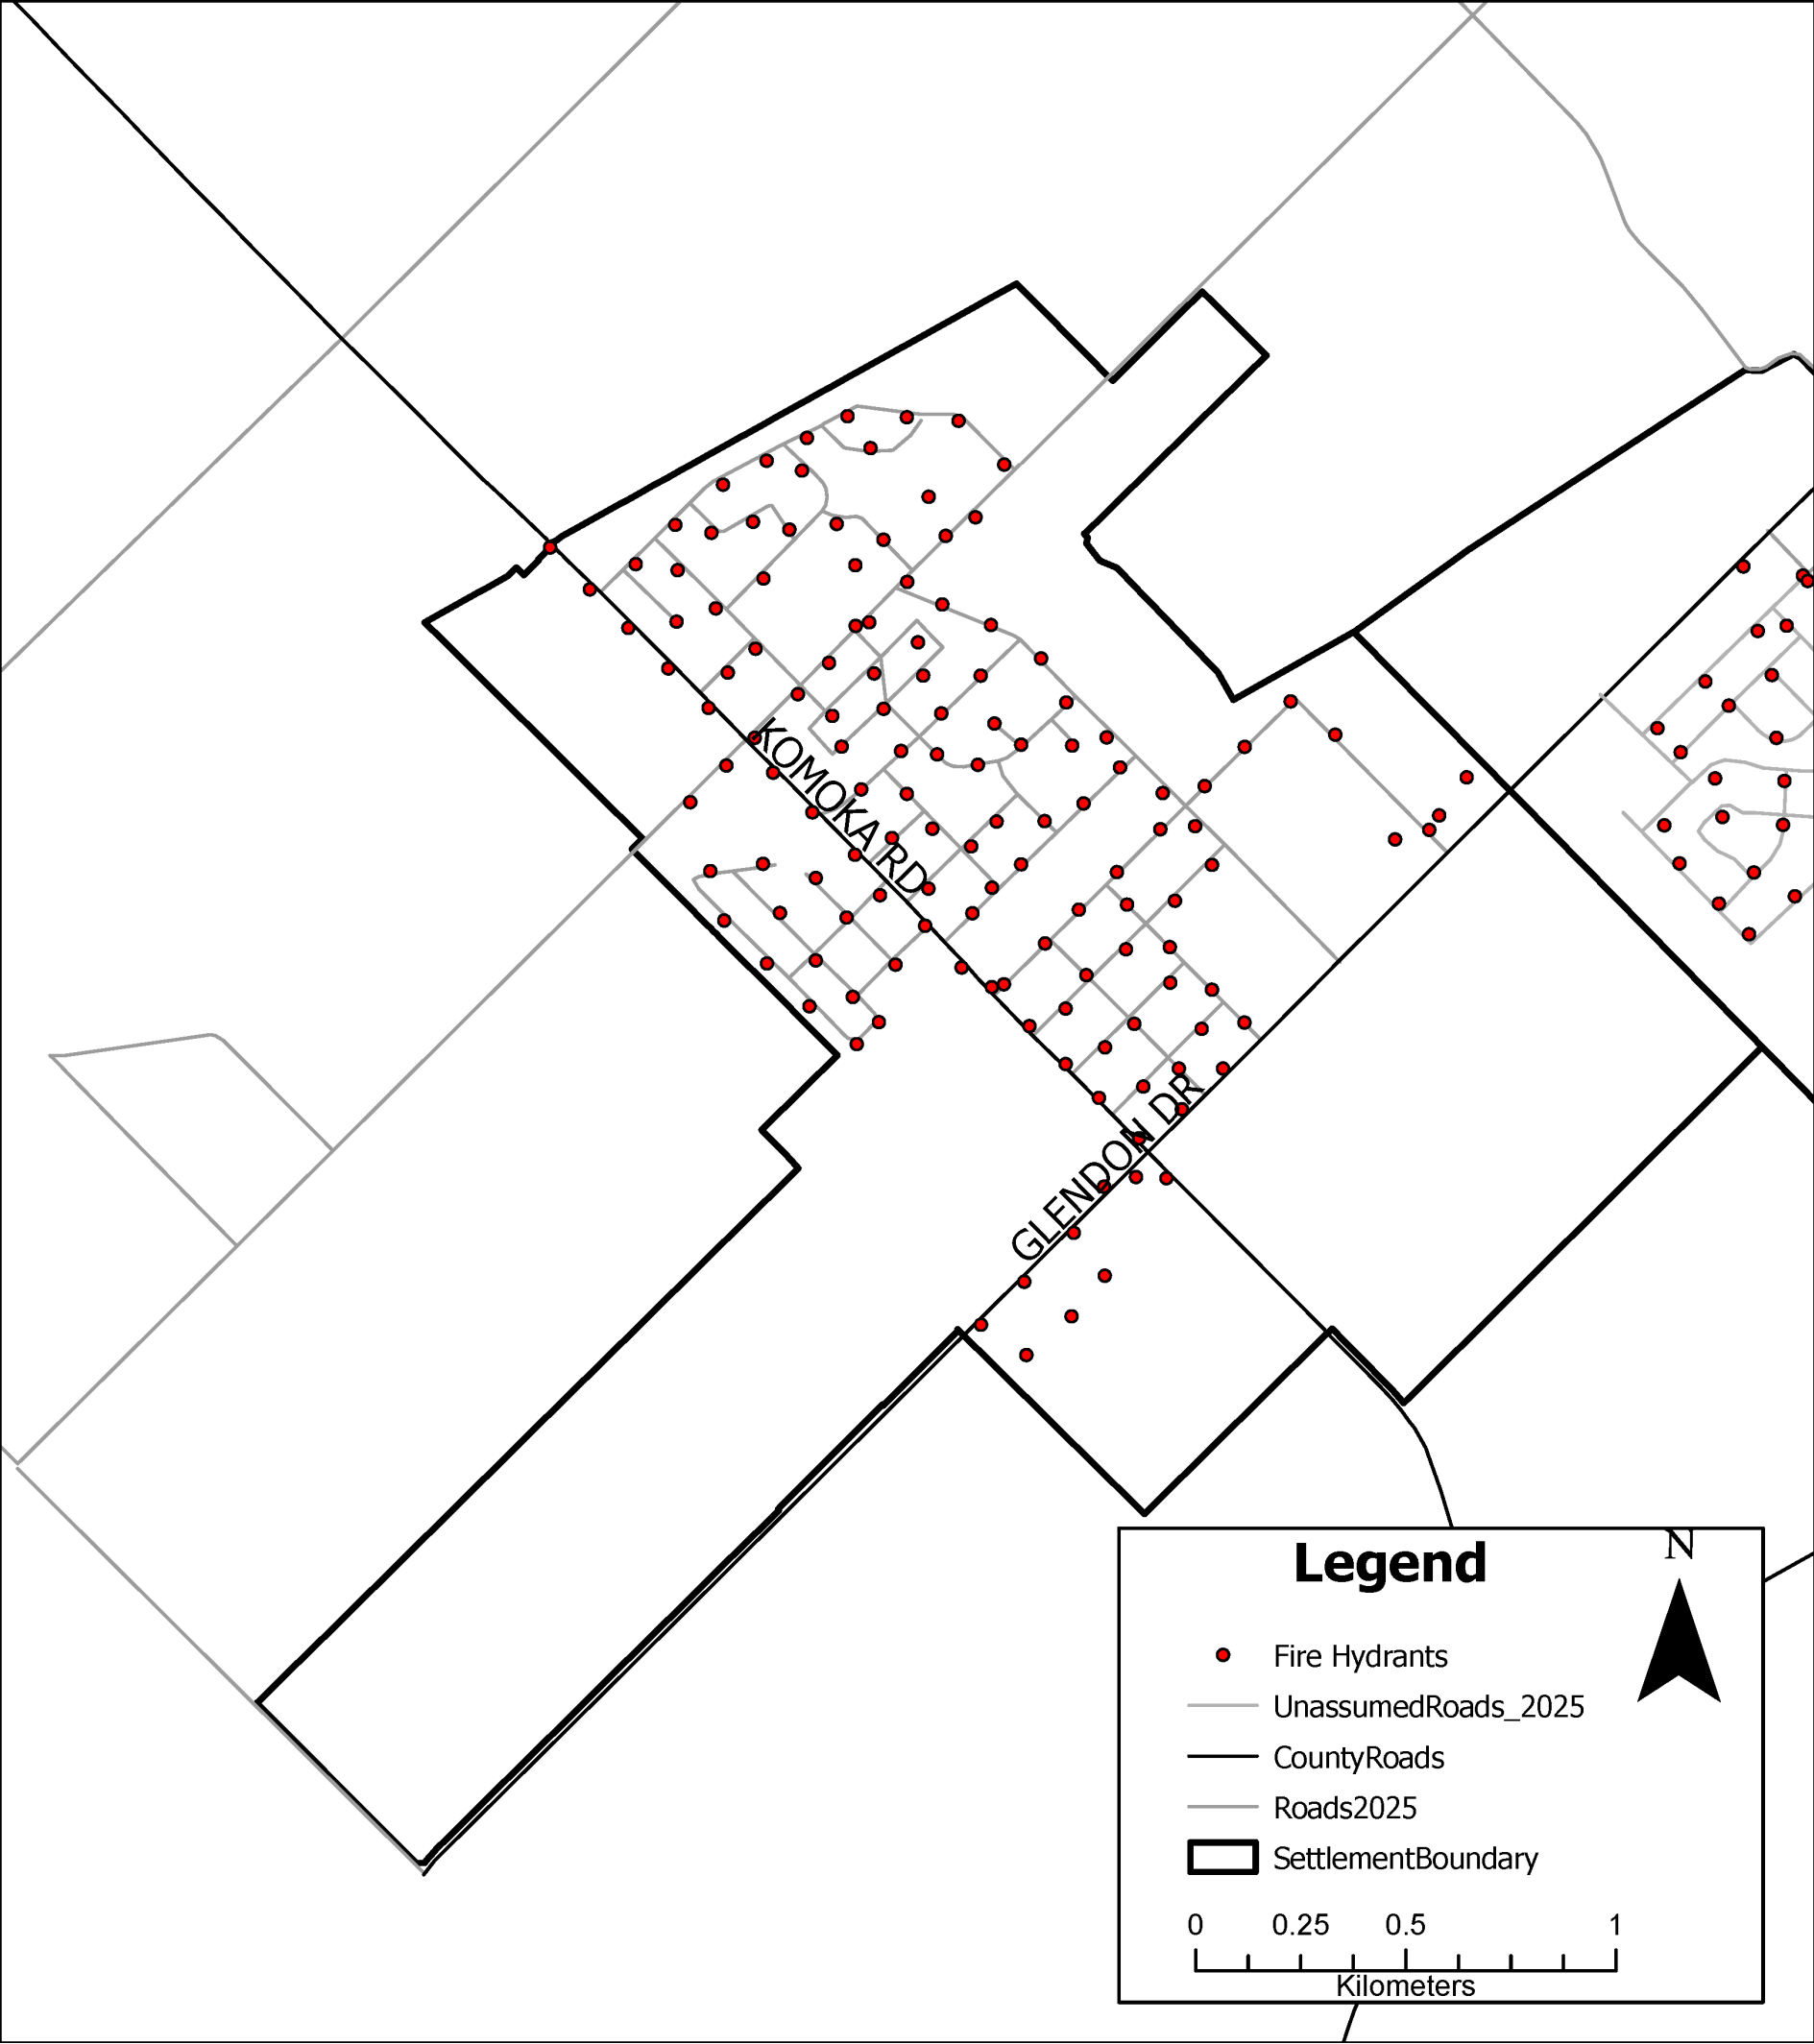 KOMOKA RD
GLENDON DR
Legend
N
Fire Hydrants
UnassumedRoads_2025
CountyRoads
Roads2025
SettlementBoundary
0 0.25 0.5 1
Kilometers